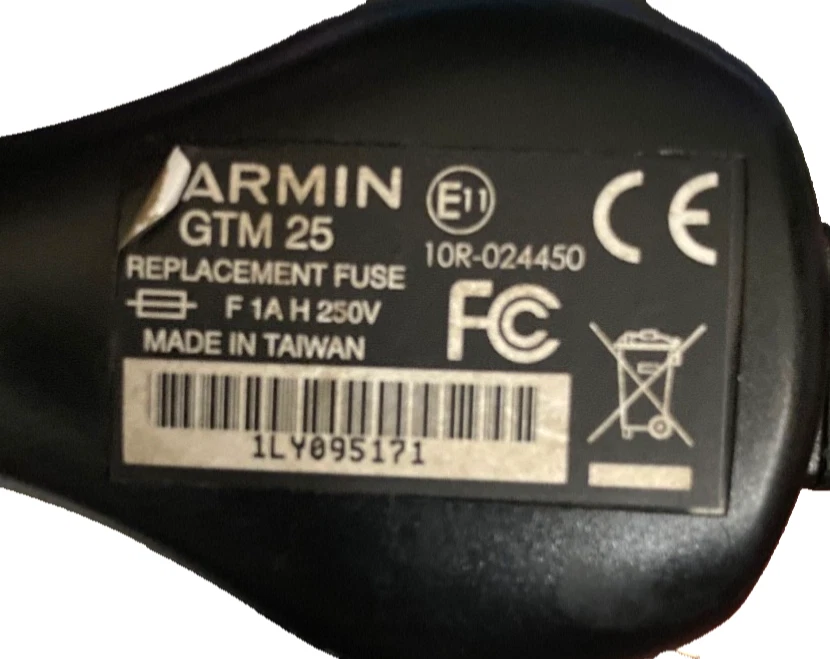 ARMIN
GTM 25
REPLACEMENT FUSE
F 1A H 250V
MADE IN TAIWAN
E11
10R-024450
CE
FC
1LY095171